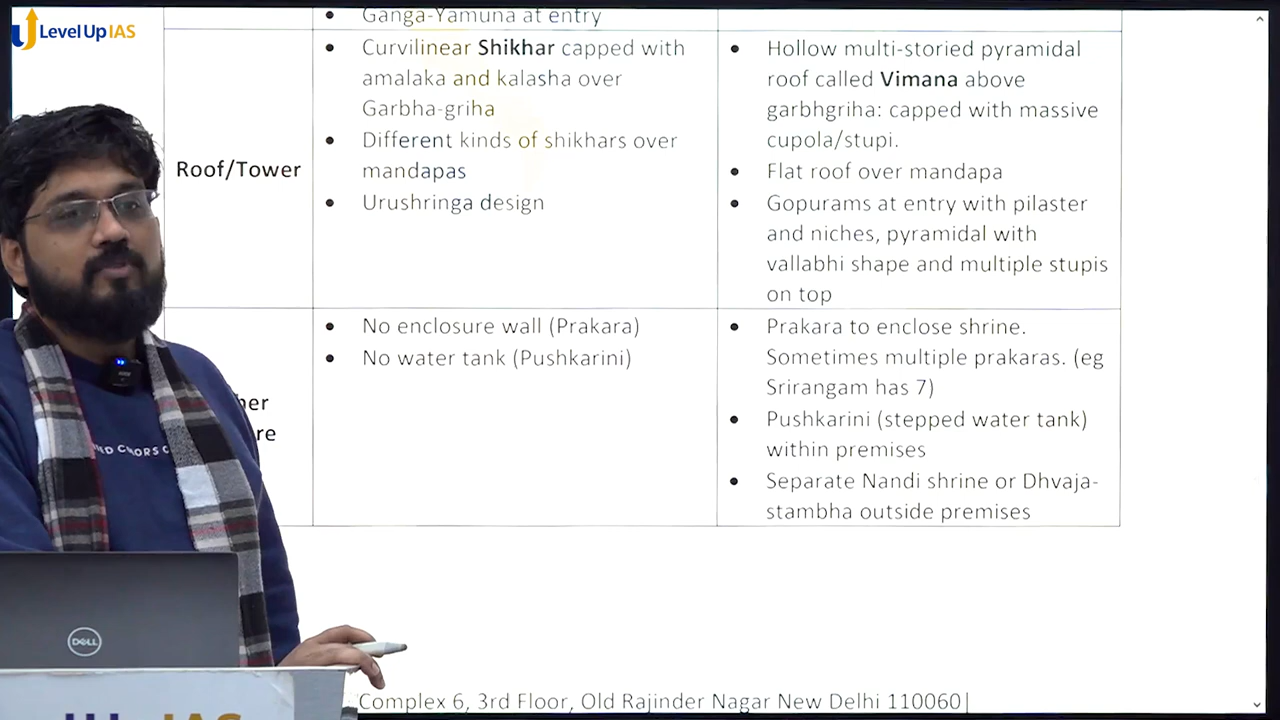 Level Up IAS
Ganga-Yamuna at entry
Roof/Tower
Curvilinear Shikhar capped with
amalaka and kalasha over
Garbha-griha
Different kinds of shikhars over
mandapas
Urushringa design
Hollow multi-storied pyramidal
roof called Vimana above
garbhgriha: capped with massive
cupola/stupi.
Flat roof over mandapa
Gopurams at entry with pilaster
and niches, pyramidal with
vallabhi shape and multiple stupis
on top
No enclosure wall (Prakara)
No water tank (Pushkarini)
Prakara to enclose shrine.
Sometimes multiple prakaras. (eg
Srirangam has 7)
Pushkarini (stepped water tank)
within premises
Separate Nandi shrine or Dhvaja-
stambha outside premises
DELL
Complex 6, 3rd Floor, Old Rajinder Nagar New Delhi 110060